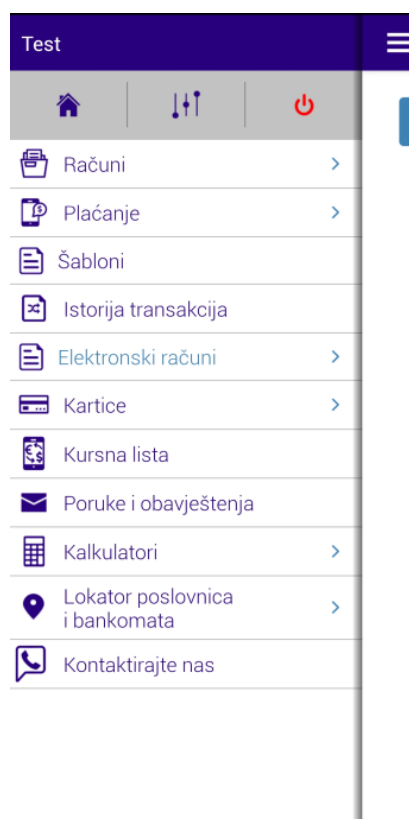 Test
Računi
Plaćanje
Šabloni
Istorija transakcija
Elektronski računi
Kartice
Kursna lista
Poruke i obavještenja
Kalkulatori
Lokator poslovnica
i bankomata
Kontaktirajte nas